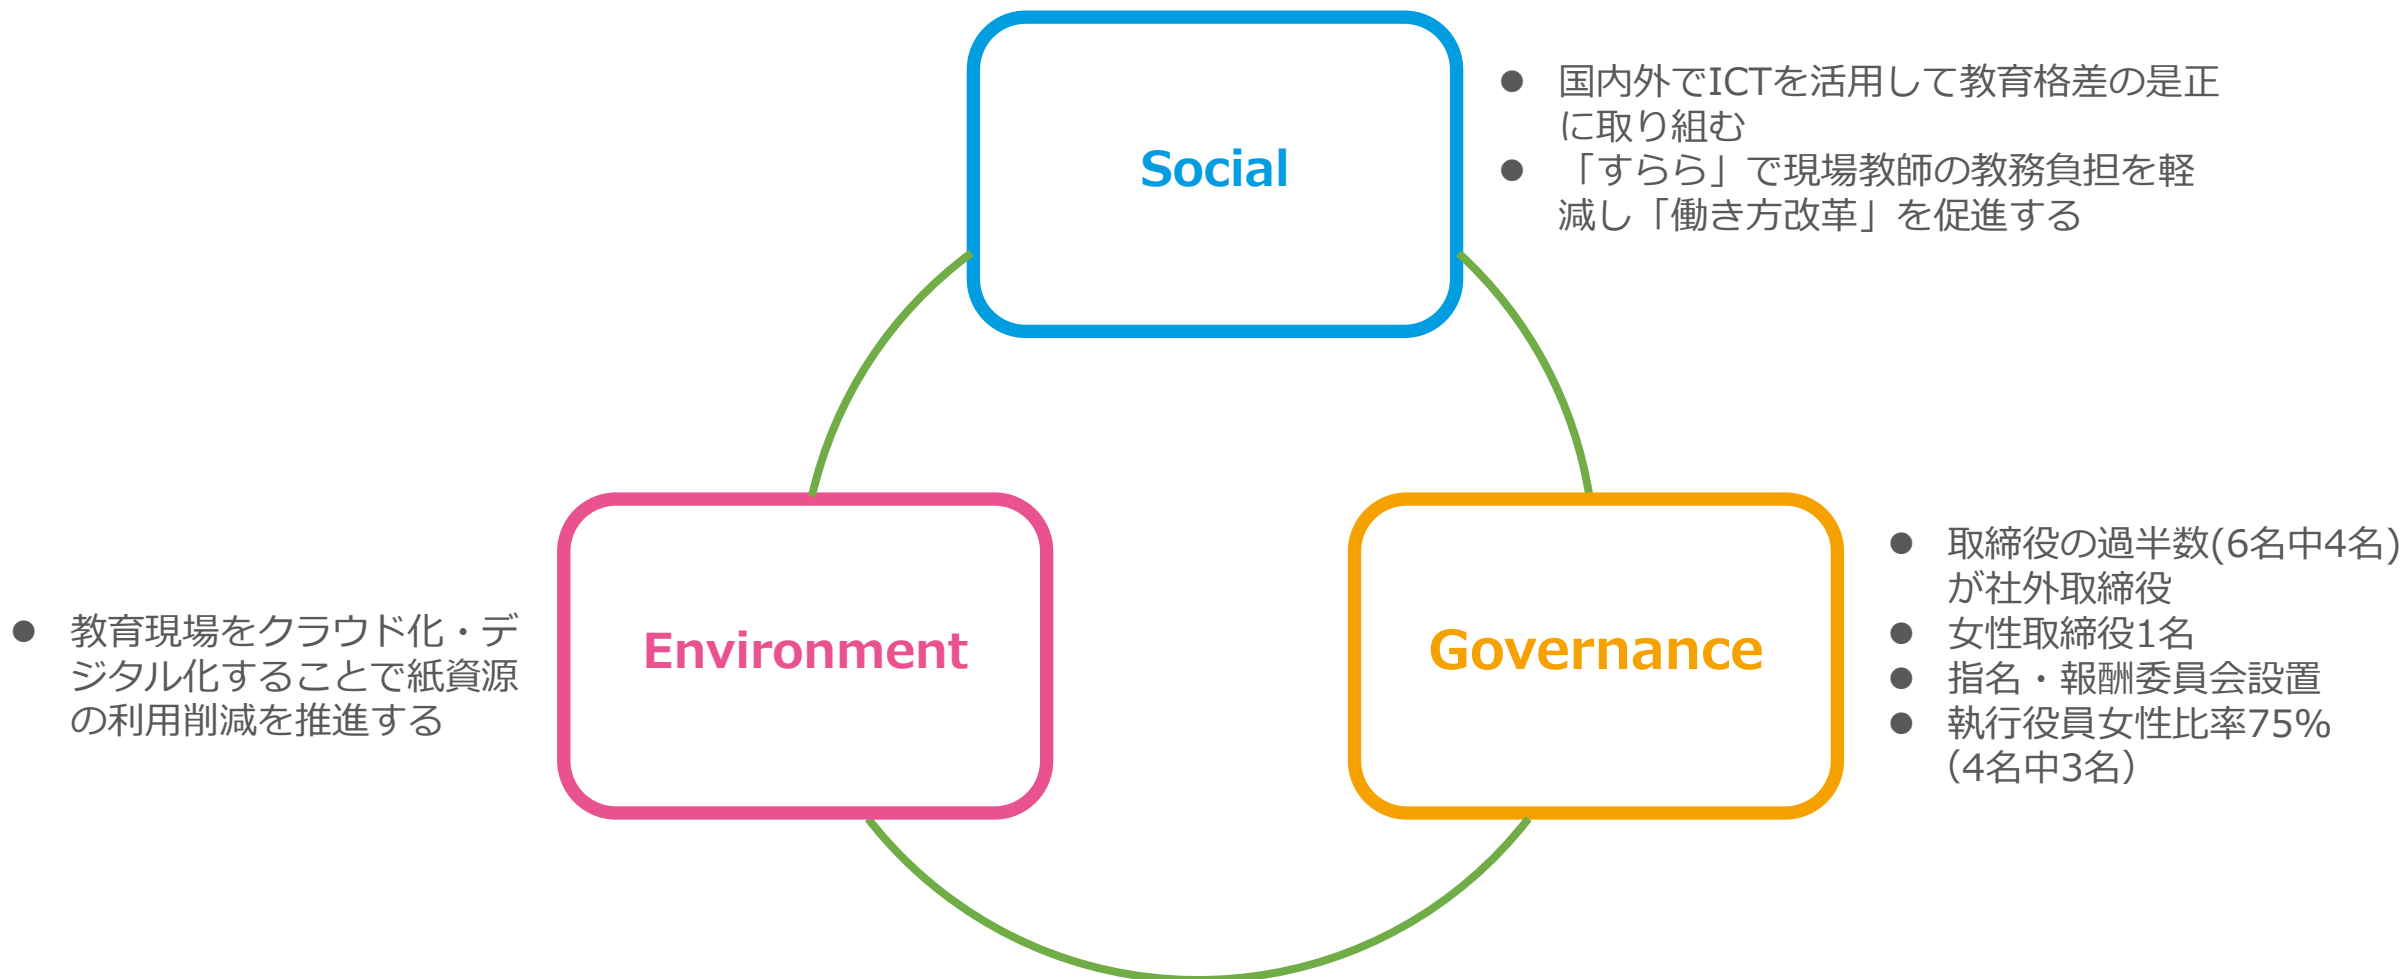 Social
国内外でICTを活用して教育格差の是正
に取り組む
「すらら」で現場教師の教務負担を軽
減し「働き方改革」を促進する
Environment
教育現場をクラウド化・デ
ジタル化することで紙資源
の利用削減を推進する
Governance
取締役の過半数(6名中4名)
が社外取締役
女性取締役1名
指名・報酬委員会設置
執行役員女性比率75%
（4名中3名）